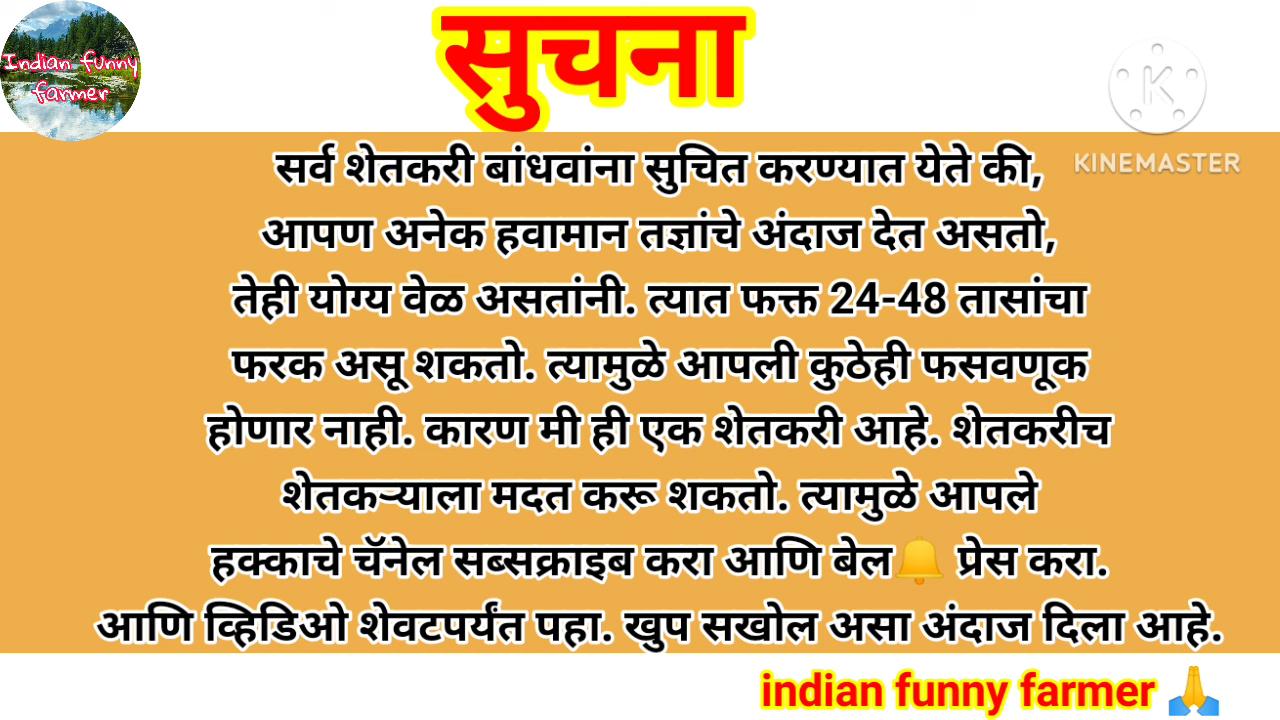 Indian funny
farmer
सुचना
KINEMASTER
सर्व शेतकरी बांधवांना सुचित करण्यात येते की,
आपण अनेक हवामान तज्ञांचे अंदाज देत असतो,
तेही योग्य वेळ असतांनी. त्यात फक्त 24-48 तासांचा
फरक असू शकतो. त्यामुळे आपली कुठेही फसवणूक
होणार नाही. कारण मी ही एक शेतकरी आहे. शेतकरीच
शेतकऱ्याला मदत करू शकतो. त्यामुळे आपले
हक्काचे चॅनेल सब्सक्राइब करा आणि बेल🔔 प्रेस करा.
आणि व्हिडिओ शेवटपर्यंत पहा. खुप सखोल असा अंदाज दिला आहे.
indian funny farmer 🙏